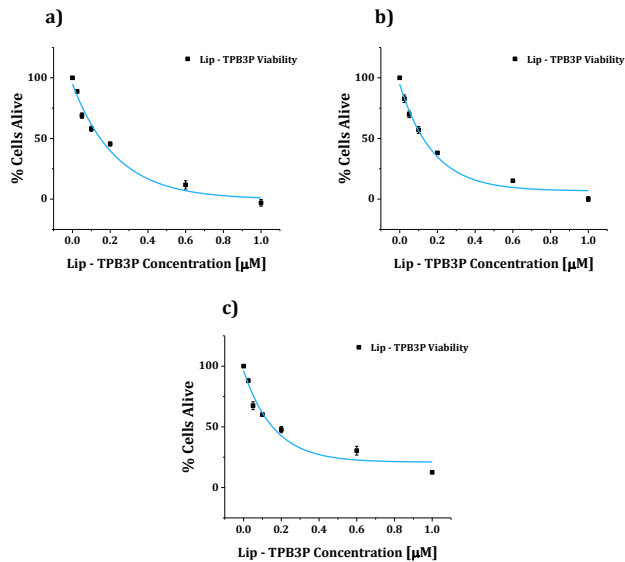 a)
Lip - TPB3P Viability
100
50
0
% Cells Alive
0.0 0.2 0.4 0.6 0.8 1.0
Lip - TPB3P Concentration [μM]
b)
Lip - TPB3P Viability
100
50
0
% Cells Alive
0.0 0.2 0.4 0.6 0.8 1.0
Lip - TPB3P Concentration [μM]
c)
Lip - TPB3P Viability
100
50
0
% Cells Alive
0.0 0.2 0.4 0.6 0.8 1.0
Lip - TPB3P Concentration [μM]